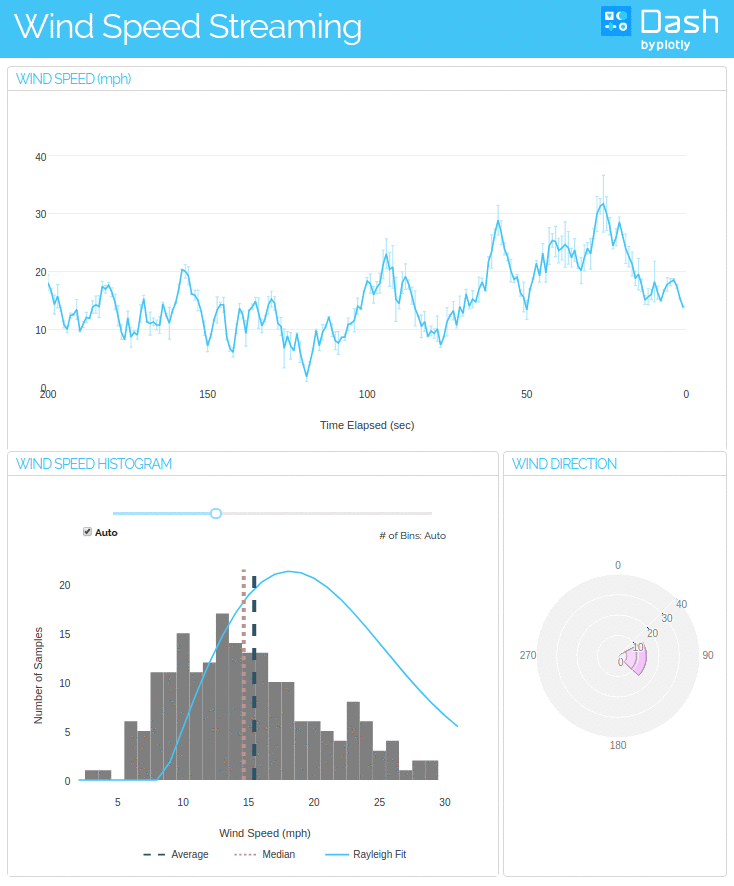 Wind Speed Streaming
Dash
by plotly
WIND SPEED (mph)
40
30
20
10
0
200
150
100
50
0
Time Elapsed (sec)
WIND SPEED HISTOGRAM
Auto
# of Bins: Auto
Number of Samples
20
15
10
5
0
5
10
15
20
25
30
Wind Speed (mph)
Average
Median
Rayleigh Fit
WIND DIRECTION
0
40
30
20
10
0
270
90
180